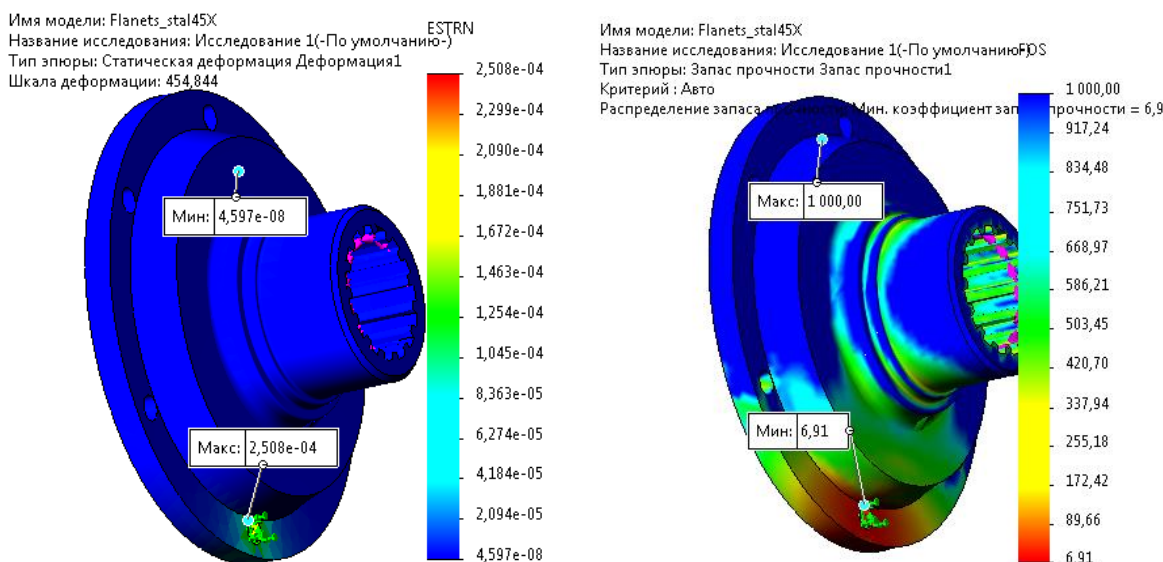 Имя модели: Flanets_stal45X
Название исследования: Исследование 1(-По умолчанию-)
Тип эпюры: Статическая деформация Деформация1
Шкала деформации: 454,844
ESTRN
2,508e-04
2,299e-04
2,090e-04
1,881e-04
1,672e-04
1,463e-04
1,254e-04
1,045e-04
8,363e-05
6,274e-05
4,184e-05
2,094e-05
4,597e-08
Мин: 4,597e-08
Макс: 2,508e-04
Имя модели: Flanets_stal45X
Название исследования: Исследование 1(-По умолчанию-)
Тип эпюры: Запас прочности Запас прочности1
Критерий : Авто
Распределение запаса прочности: Мин. коэффициент запаса прочности = 6,9
FOS
1 000,00
917,24
834,48
751,73
668,97
586,21
503,45
420,70
337,94
255,18
172,42
89,66
6,91
Макс: 1 000,00
Мин: 6,91